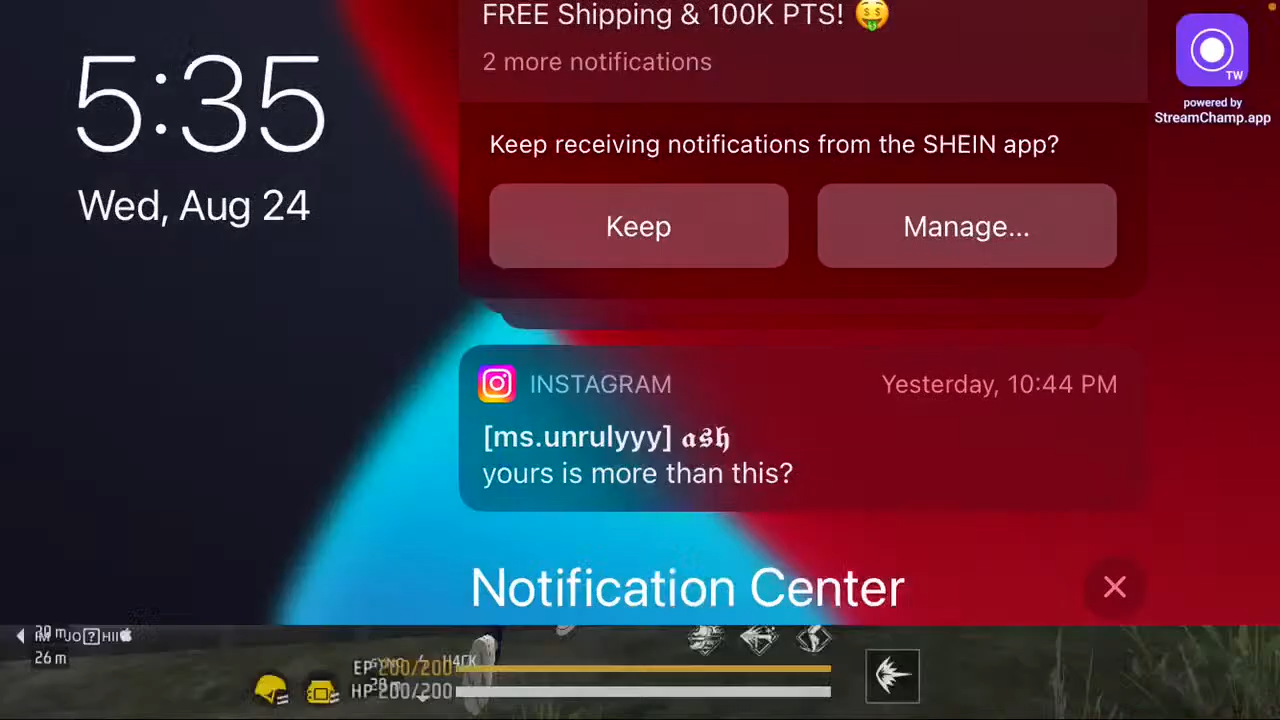 5:35
Wed, Aug 24
FREE Shipping & 100K PTS! 🤑
2 more notifications
Keep receiving notifications from the SHEIN app?
Keep
Manage...
TW
powered by
StreamChamp.app
INSTAGRAM
Yesterday, 10:44 PM
[ms.unrulyyy] 𝖆𝖘𝖍
yours is more than this?
Notification Center
26 m
EP 200/200
HP 200/200